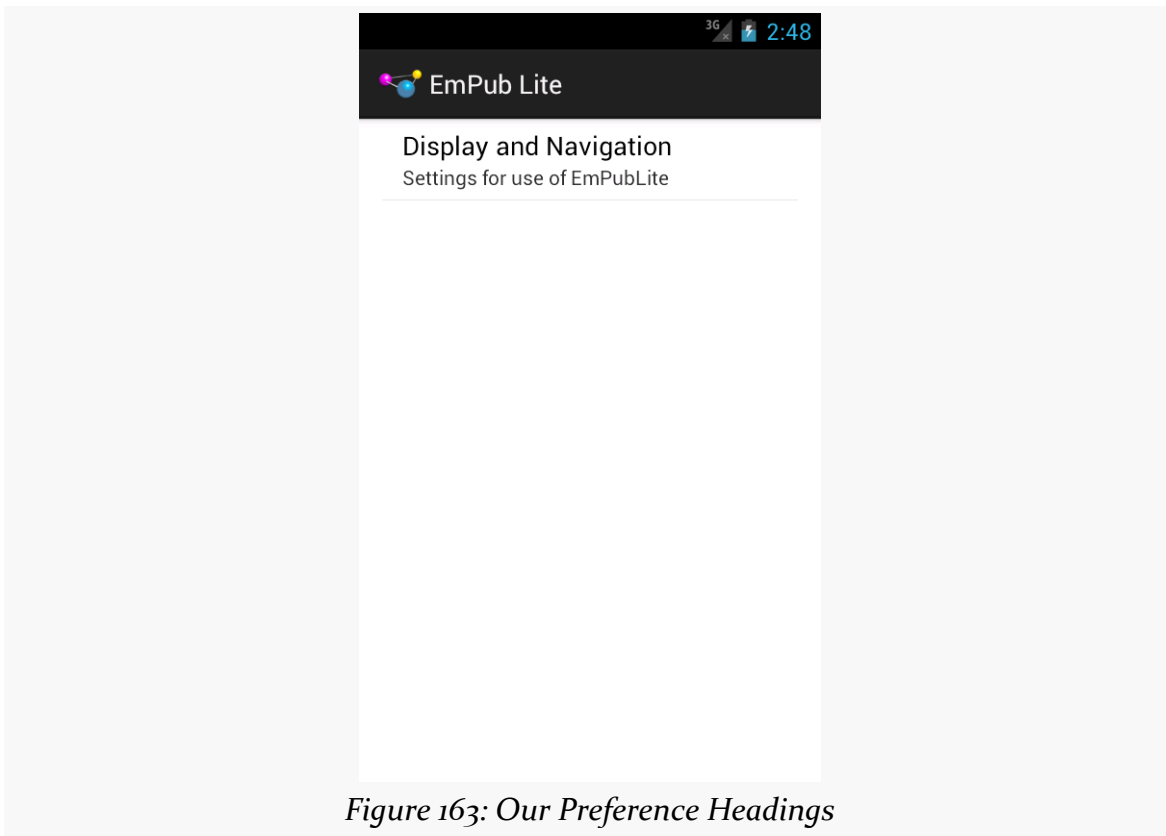 3G 2:48
EmPub Lite
Display and Navigation
Settings for use of EmPubLite
Figure 163: Our Preference Headings